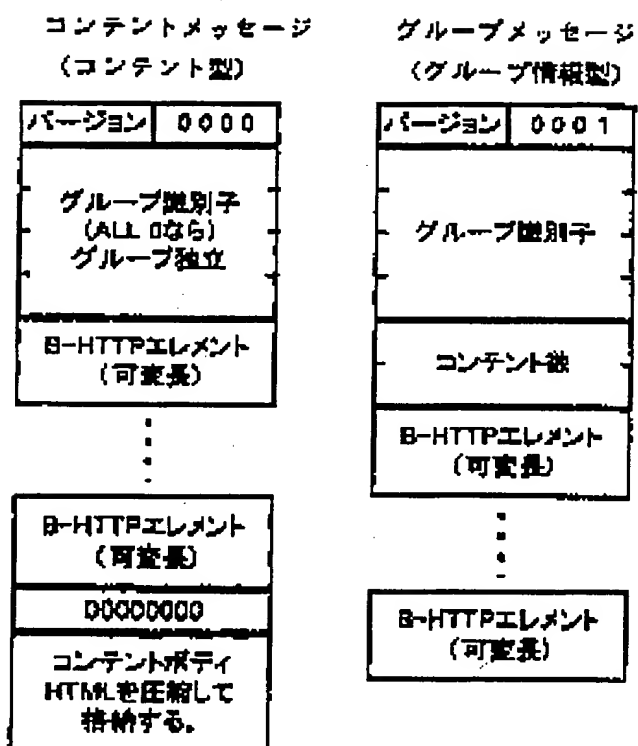 コンテントメッセージ
(コンテント型)
バージョン 0000
グループ識別子
(ALL 0なら)
グループ独立
B-HTTPエレメント
(可変長)
B-HTTPエレメント
(可変長)
00000000
コンテントボディ
HTMLを圧縮して
格納する。
グループメッセージ
(グループ情報型)
バージョン 0001
グループ識別子
コンテント数
B-HTTPエレメント
(可変長)
B-HTTPエレメント
(可変長)